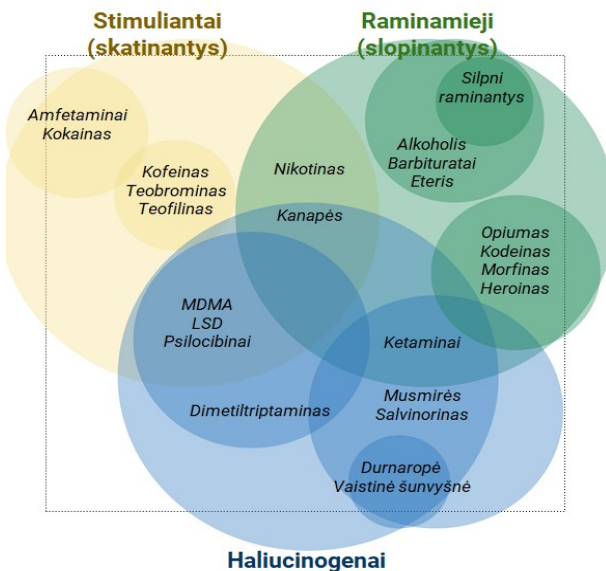 Stimuliantai
(skatinantys)
Raminamieji
(slopinantys)
Amfetaminai
Kokainas
Kofeinas
Teobrominas
Teofilinas
Nikotinas
Kanapės
Silpni
raminantys
Alkoholis
Barbituratai
Eteris
Opiumas
Kodeinas
Morfinas
Heroinas
MDMA
LSD
Psilocibinai
Dimetiltriptaminas
Ketaminai
Musmirės
Salvinorinas
Durnaropė
Vaistinė šunvyšnė
Haliucinogenai